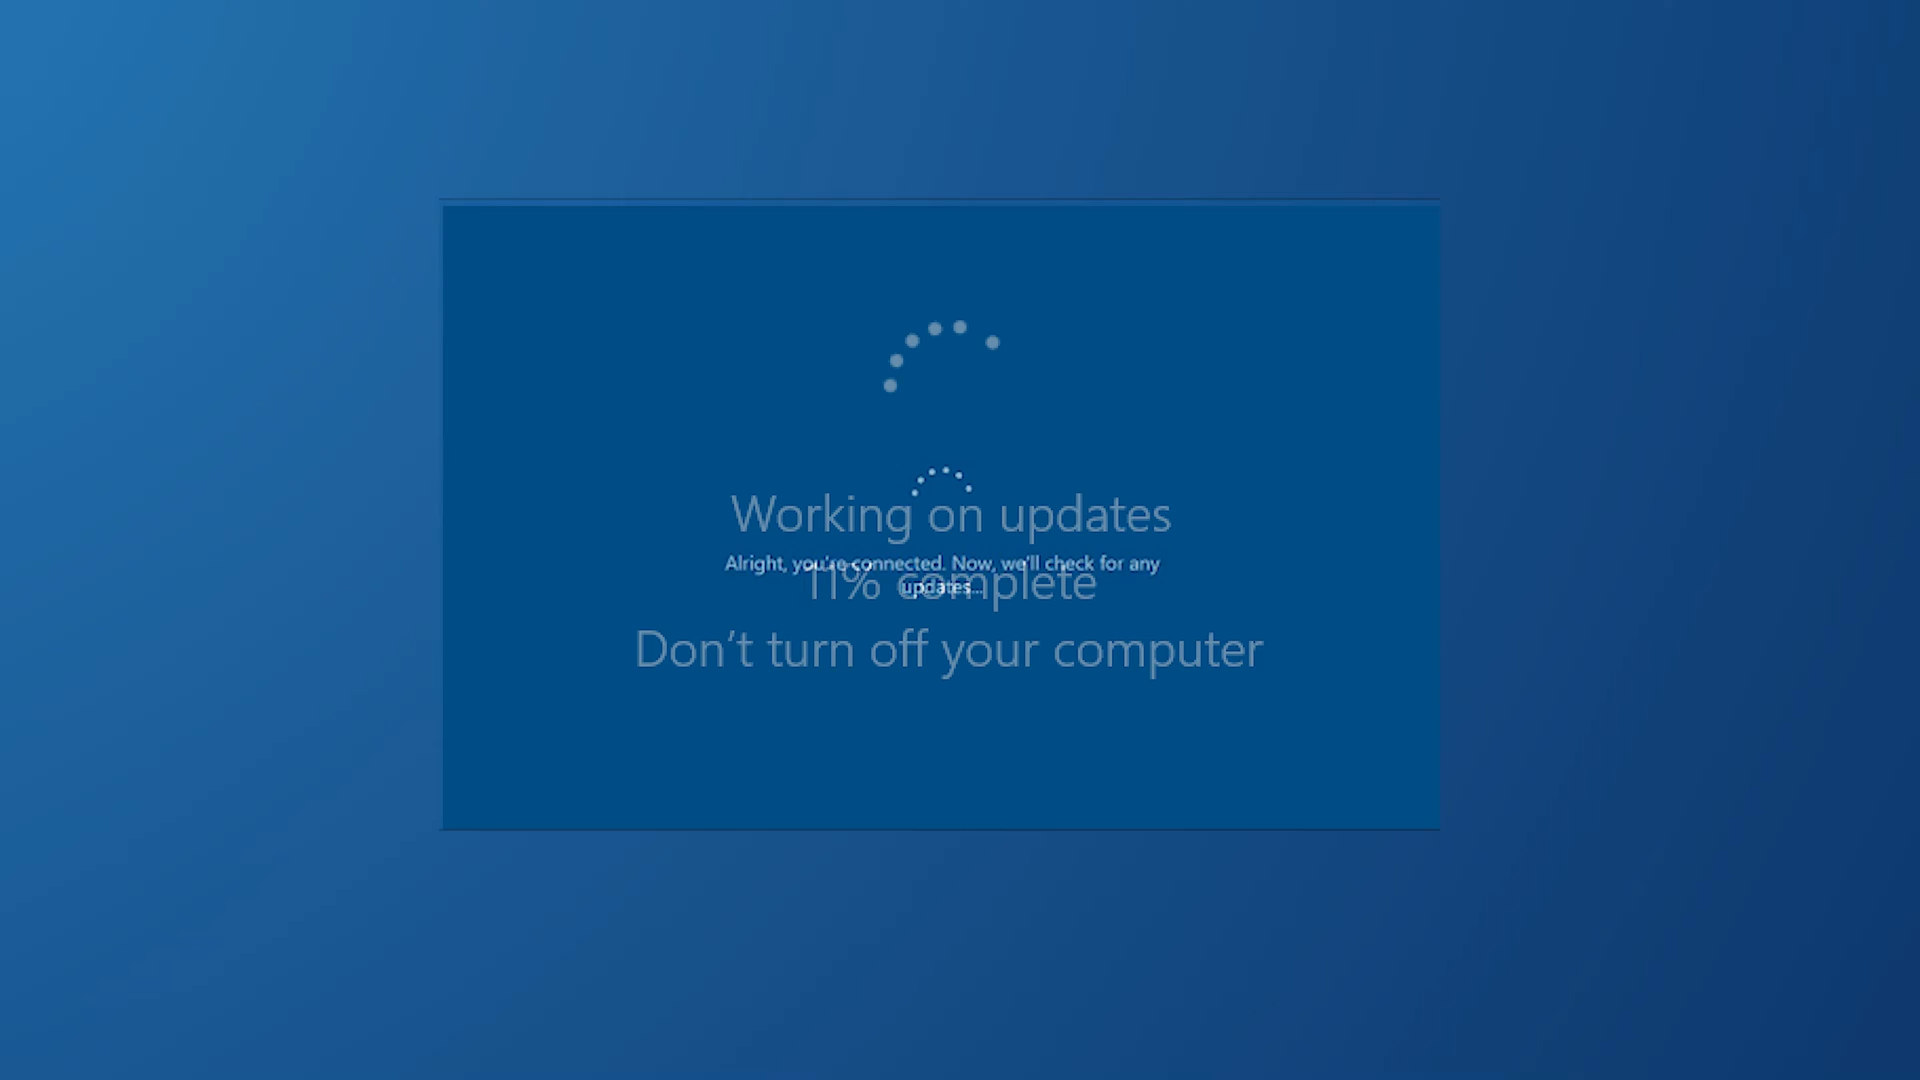 Working on updates
Alright, you're connected. Now, we'll check for any
11% complete
updates...
Don't turn off your computer